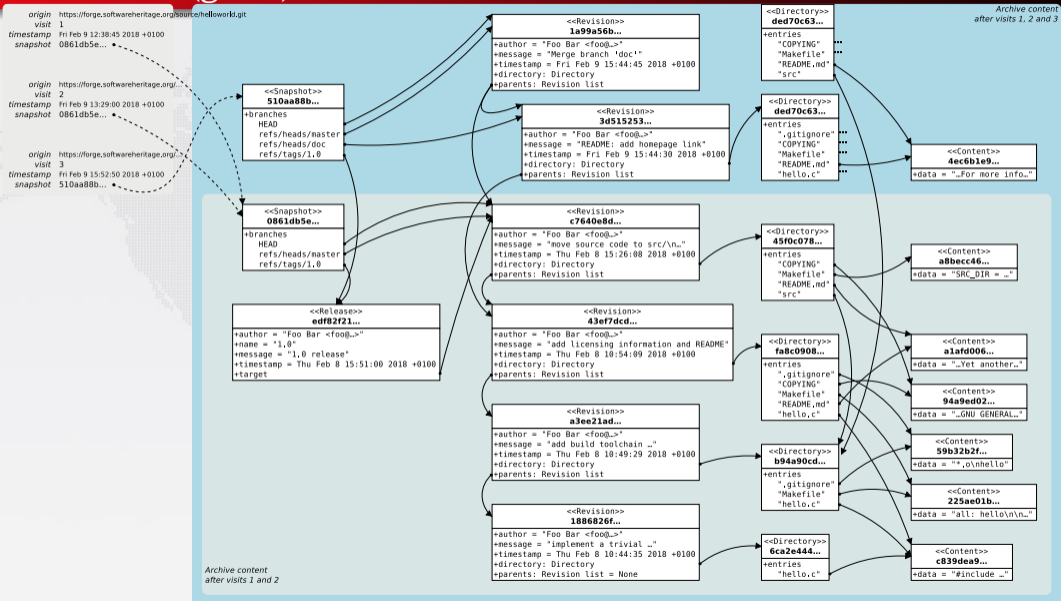 origin https://forge.softwareheritage.org/source/helloworld.git
visit 1
timestamp Fri Feb 9 12:38:45 2018 +0100
snapshot 0861db5e...
origin https://forge.softwareheritage.org/...
visit 2
timestamp Fri Feb 9 13:29:00 2018 +0100
snapshot 0861db5e...
origin https://forge.softwareheritage.org/...
visit 3
timestamp Fri Feb 9 15:52:50 2018 +0100
snapshot 510aa88b...
Archive content
after visits 1, 2 and 3
<<Snapshot>>
510aa88b...
+branches
HEAD
refs/heads/master
refs/heads/doc
refs/tags/1.0
<<Snapshot>>
0861db5e...
+branches
HEAD
refs/heads/master
refs/tags/1.0
<<Release>>
edf82f21...
+author = "Foo Bar <foo@…>"
+name = "1.0"
+message = "1.0 release"
+timestamp = Thu Feb 8 15:51:00 2018 +0100
+target
<<Revision>>
1a99a56b...
+author = "Foo Bar <foo@…>"
+message = "Merge branch 'doc'"
+timestamp = Fri Feb 9 15:44:45 2018 +0100
+directory: Directory
+parents: Revision list
<<Revision>>
3d515253...
+author = "Foo Bar <foo@…>"
+message = "README: add homepage link"
+timestamp = Fri Feb 9 15:44:30 2018 +0100
+directory: Directory
+parents: Revision list
<<Revision>>
c7640e8d...
+author = "Foo Bar <foo@…>"
+message = "move source code to src/\n…"
+timestamp = Thu Feb 8 15:26:08 2018 +0100
+directory: Directory
+parents: Revision list
<<Revision>>
43ef7dcd...
+author = "Foo Bar <foo@…>"
+message = "add licensing information and README"
+timestamp = Thu Feb 8 10:54:09 2018 +0100
+directory: Directory
+parents: Revision list
<<Revision>>
a3ee21ad...
+author = "Foo Bar <foo@…>"
+message = "add build toolchain …"
+timestamp = Thu Feb 8 10:49:29 2018 +0100
+directory: Directory
+parents: Revision list
<<Revision>>
1886826f...
+author = "Foo Bar <foo@…>"
+message = "implement a trivial …"
+timestamp = Thu Feb 8 10:44:35 2018 +0100
+directory: Directory
+parents: Revision list = None
<<Directory>>
ded70c63...
+entries
"COPYING"
"Makefile"
"README.md"
"src"
<<Directory>>
ded70c63...
+entries
".gitignore"
"COPYING"
"Makefile"
"README.md"
"hello.c"
<<Directory>>
45f0c078...
+entries
"COPYING"
"Makefile"
"README.md"
"src"
<<Directory>>
fa8c0908...
+entries
".gitignore"
"COPYING"
"Makefile"
"README.md"
"hello.c"
<<Directory>>
b94a90cd...
+entries
".gitignore"
"Makefile"
"hello.c"
<<Directory>>
6ca2e444...
+entries
"hello.c"
<<Content>>
4ec6b1e9...
+data = "…For more info…"
<<Content>>
a8becc46...
+data = "SRC_DIR = …"
<<Content>>
a1afd006...
+data = "…Yet another…"
<<Content>>
94a9ed02...
+data = "…GNU GENERAL…"
<<Content>>
59b32b2f...
+data = "*.o\nhello"
<<Content>>
225ae01b...
+data = "all: hello\n\n…"
<<Content>>
c839dea9...
+data = "#include …"
Archive content
after visits 1 and 2